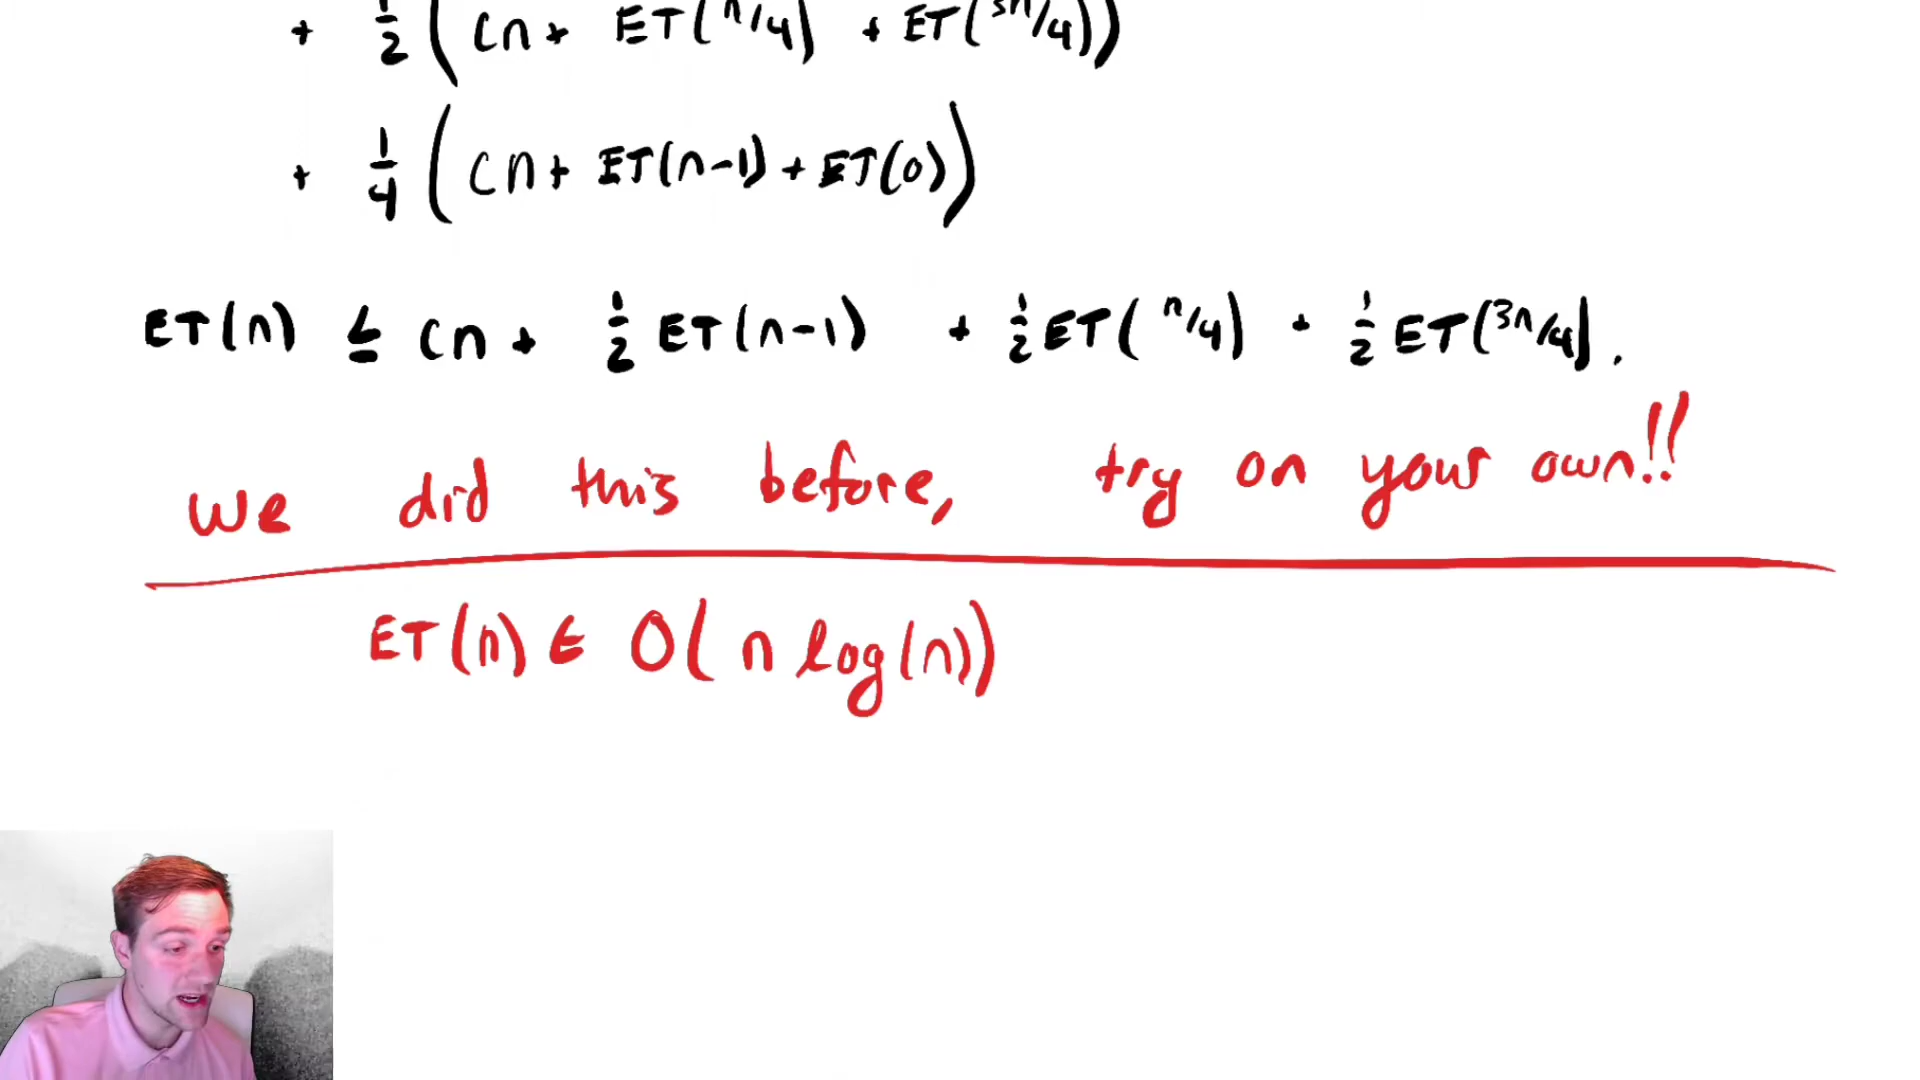 + 1/2 (cn + ET(n/4) + ET(3n/4))
+ 1/4 (cn + ET(n-1) + ET(0))
ET(n) ≤ cn + 1/2 ET(n-1) + 1/2 ET(n/4) + 1/2 ET(3n/4).
we did this before, try on your own!!
ET(n) ∈ O(n log(n))